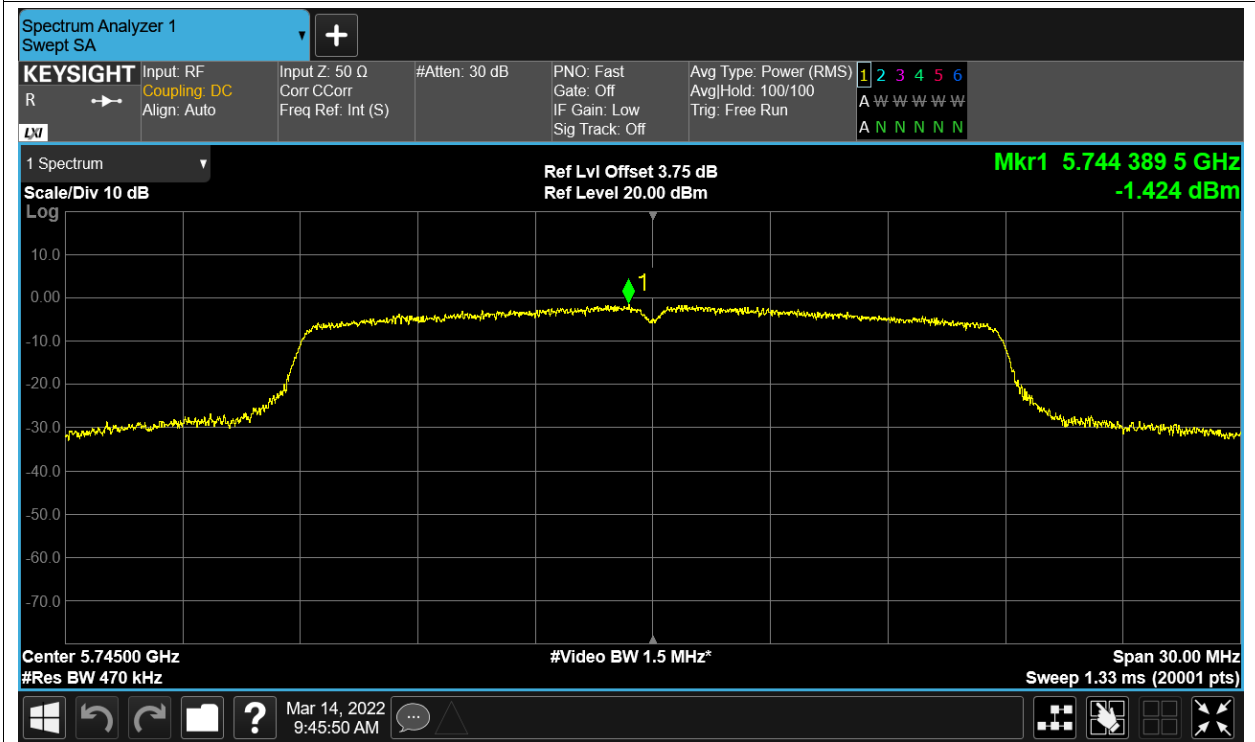 Spectrum Analyzer 1
Swept SA
+
KEYSIGHT Input: RF Input Z: 50 Ω #Atten: 30 dB PNO: Fast Avg Type: Power (RMS) 1 2 3 4 5 6
R Coupling: DC Corr CCorr Gate: Off Avg|Hold: 100/100 A W W W W W
Align: Auto Freq Ref: Int (S) IF Gain: Low Trig: Free Run
LXI Sig Track: Off A N N N N N
1 Spectrum Ref Lvl Offset 3.75 dB Mkr1 5.744 389 5 GHz
Scale/Div 10 dB Ref Level 20.00 dBm -1.424 dBm
Log
10.0
1
0.00
-10.0
-20.0
-30.0
-40.0
-50.0
-60.0
-70.0
Center 5.74500 GHz #Video BW 1.5 MHz* Span 30.00 MHz
#Res BW 470 kHz Sweep 1.33 ms (20001 pts)
? Mar 14, 2022
9:45:50 AM